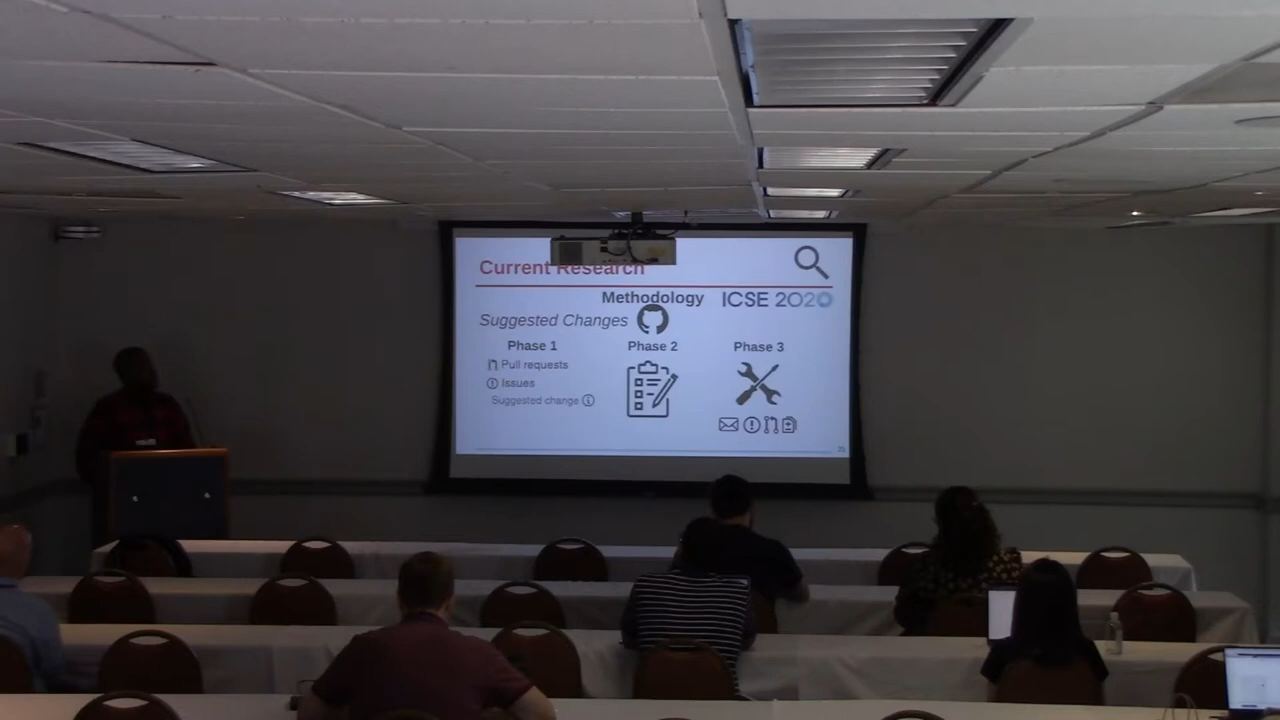 Current Research
Methodology ICSE 2020
Suggested Changes
Phase 1 Phase 2 Phase 3
Pull requests
Issues
Suggested change